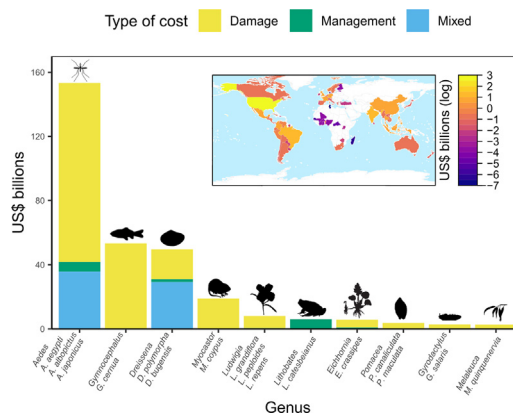 Type of cost
Damage
Management
Mixed
US$ billions
160
120
80
40
0
US$ billions (log)
3
2
1
0
−1
−2
−3
−4
−5
−6
−7
Aedes
A. aegypti
A. albopictus
A. japonicus
Gymnocephalus
G. cernua
Dreissena
D. polymorpha
D. bugensis
Myocastor
M. coypus
Ludwigia
L. grandiflora
L. peploides
L. repens
Lithobates
L. catesbeianus
Eichhornia
E. crassipes
Pomacea
P. canaliculata
P. maculata
Gyrodactylus
G. salaris
Melaleuca
M. quinquenervia
Genus